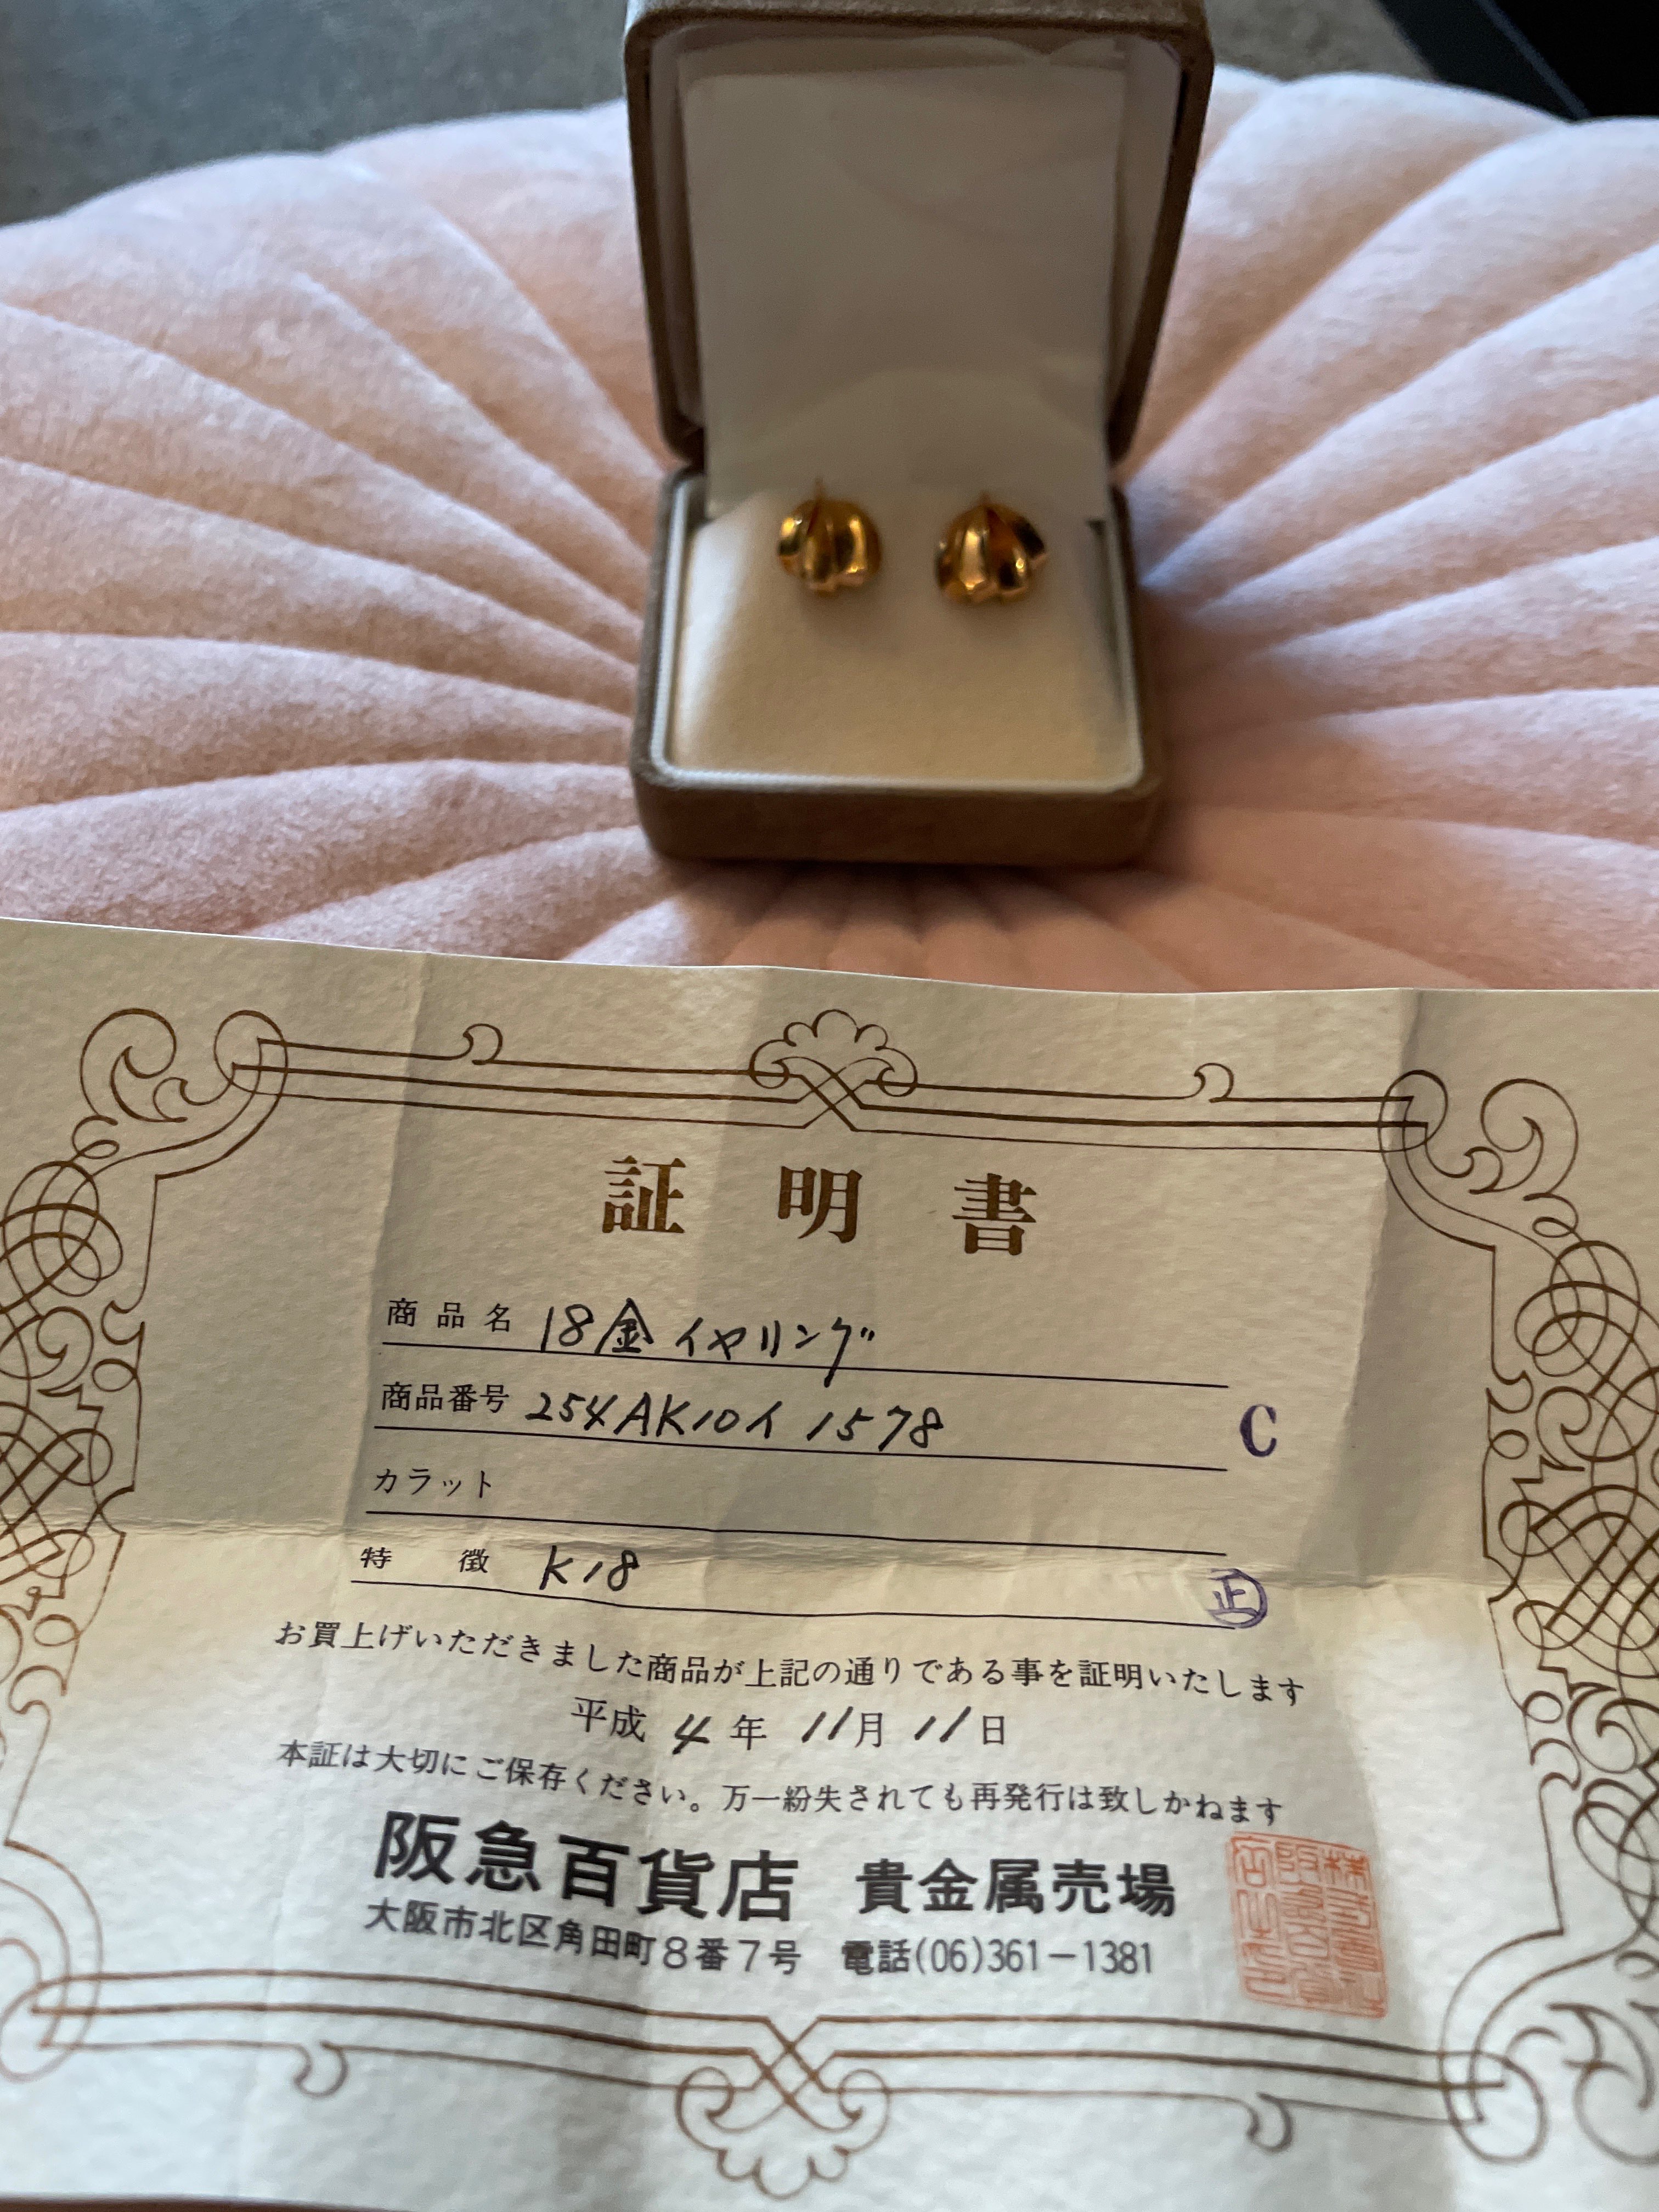 証明書
商品名 18金イヤリング
商品番号 254AK10イ 1578
C
カラット
特徴 K18
正
お買上げいただきました商品が上記の通りである事を証明いたします
平成 4 年 11月 11日
本証は大切にご保存ください。万一紛失されても再発行は致しかねます
阪急百貨店 貴金属売場
大阪市北区角田町8番7号 電話(06)361-1381